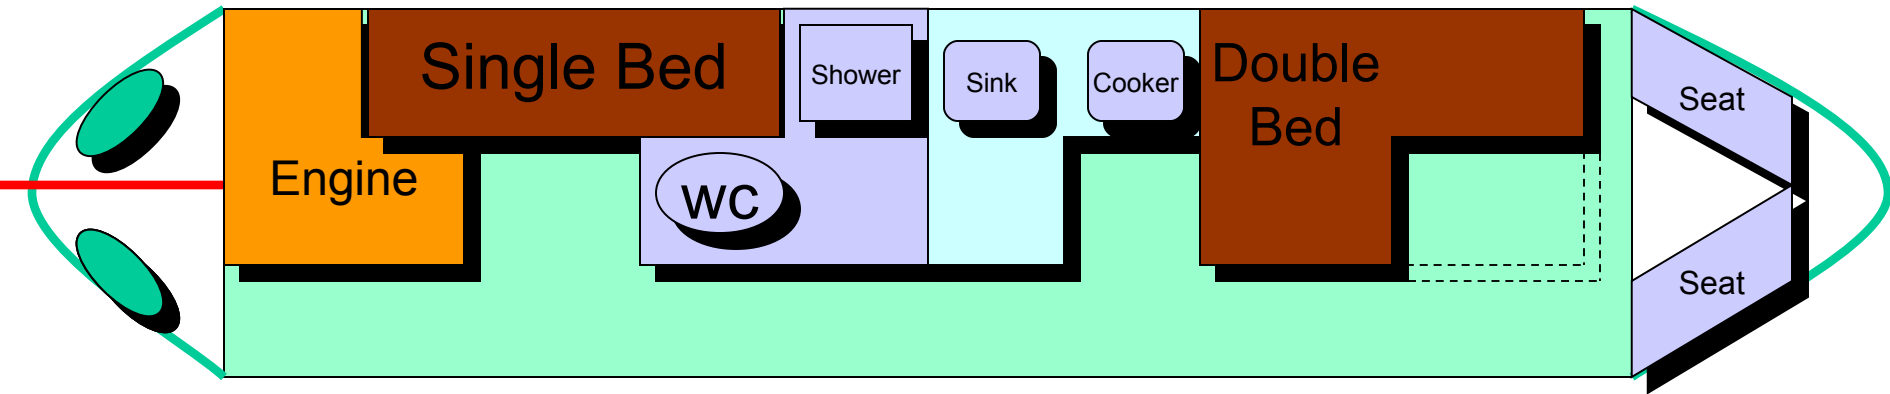 Single Bed
Shower
Sink
Cooker
Double
Bed
Seat
Engine
WC
Seat